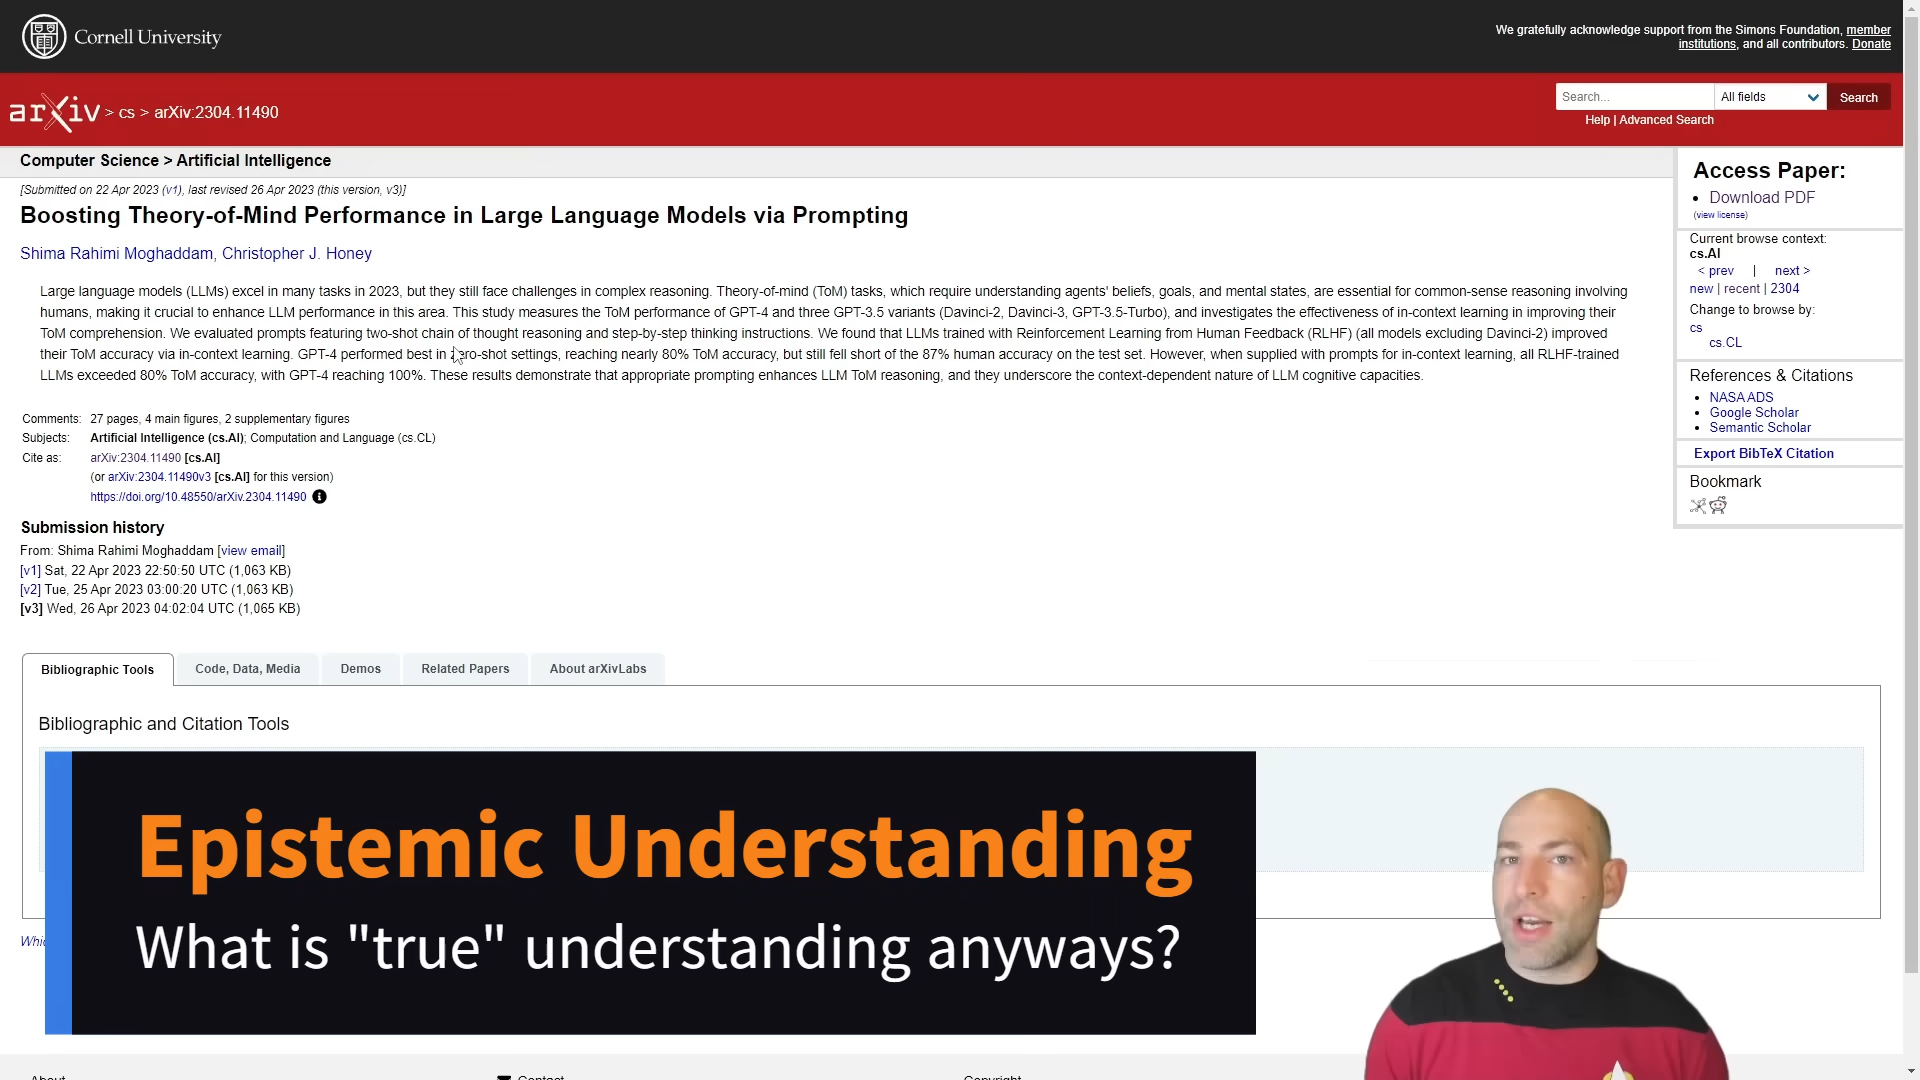 Cornell University
We gratefully acknowledge support from the Simons Foundation, member
institutions, and all contributors. Donate
arXiv > cs > arXiv:2304.11490
Search...
All fields
Search
Help | Advanced Search
Computer Science > Artificial Intelligence
[Submitted on 22 Apr 2023 (v1), last revised 26 Apr 2023 (this version, v3)]
Boosting Theory-of-Mind Performance in Large Language Models via Prompting
Shima Rahimi Moghaddam, Christopher J. Honey
Large language models (LLMs) excel in many tasks in 2023, but they still face challenges in complex reasoning. Theory-of-mind (ToM) tasks, which require understanding agents' beliefs, goals, and mental states, are essential for common-sense reasoning involving
humans, making it crucial to enhance LLM performance in this area. This study measures the ToM performance of GPT-4 and three GPT-3.5 variants (Davinci-2, Davinci-3, GPT-3.5-Turbo), and investigates the effectiveness of in-context learning in improving their
ToM comprehension. We evaluated prompts featuring two-shot chain of thought reasoning and step-by-step thinking instructions. We found that LLMs trained with Reinforcement Learning from Human Feedback (RLHF) (all models excluding Davinci-2) improved
their ToM accuracy via in-context learning. GPT-4 performed best in zero-shot settings, reaching nearly 80% ToM accuracy, but still fell short of the 87% human accuracy on the test set. However, when supplied with prompts for in-context learning, all RLHF-trained
LLMs exceeded 80% ToM accuracy, with GPT-4 reaching 100%. These results demonstrate that appropriate prompting enhances LLM ToM reasoning, and they underscore the context-dependent nature of LLM cognitive capacities.
Comments: 27 pages, 4 main figures, 2 supplementary figures
Subjects: Artificial Intelligence (cs.AI); Computation and Language (cs.CL)
Cite as: arXiv:2304.11490 [cs.AI]
(or arXiv:2304.11490v3 [cs.AI] for this version)
https://doi.org/10.48550/arXiv.2304.11490
Submission history
From: Shima Rahimi Moghaddam [view email]
[v1] Sat, 22 Apr 2023 22:50:50 UTC (1,063 KB)
[v2] Tue, 25 Apr 2023 03:00:20 UTC (1,063 KB)
[v3] Wed, 26 Apr 2023 04:02:04 UTC (1,065 KB)
Access Paper:
Download PDF
(view license)
Current browse context:
cs.AI
< prev | next >
new | recent | 2304
Change to browse by:
cs
cs.CL
References & Citations
NASA ADS
Google Scholar
Semantic Scholar
Export BibTeX Citation
Bookmark
Bibliographic Tools
Code, Data, Media
Demos
Related Papers
About arXivLabs
Bibliographic and Citation Tools
Epistemic Understanding
What is "true" understanding anyways?